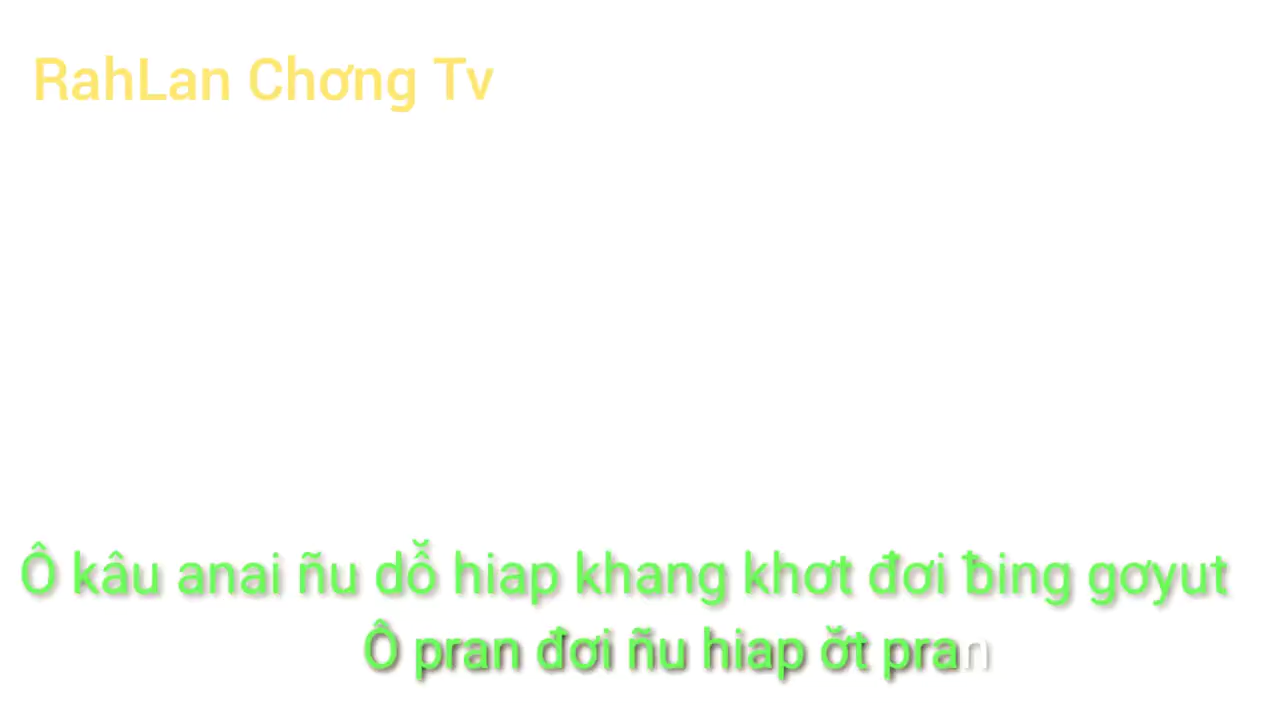 RahLan Chơng Tv
Ô kâu anai ñu dỗ hiap khang khơt đơi ƀing gơyut
Ô pran đơi ñu hiap ơ̆t pran